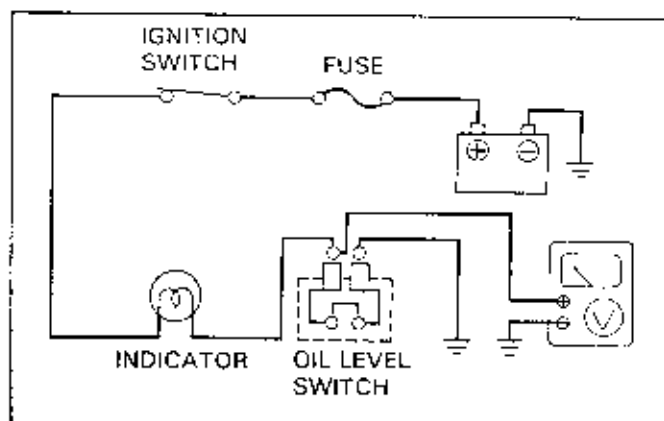 IGNITION
SWITCH
FUSE
+
−
INDICATOR
OIL LEVEL
SWITCH
+
−
V